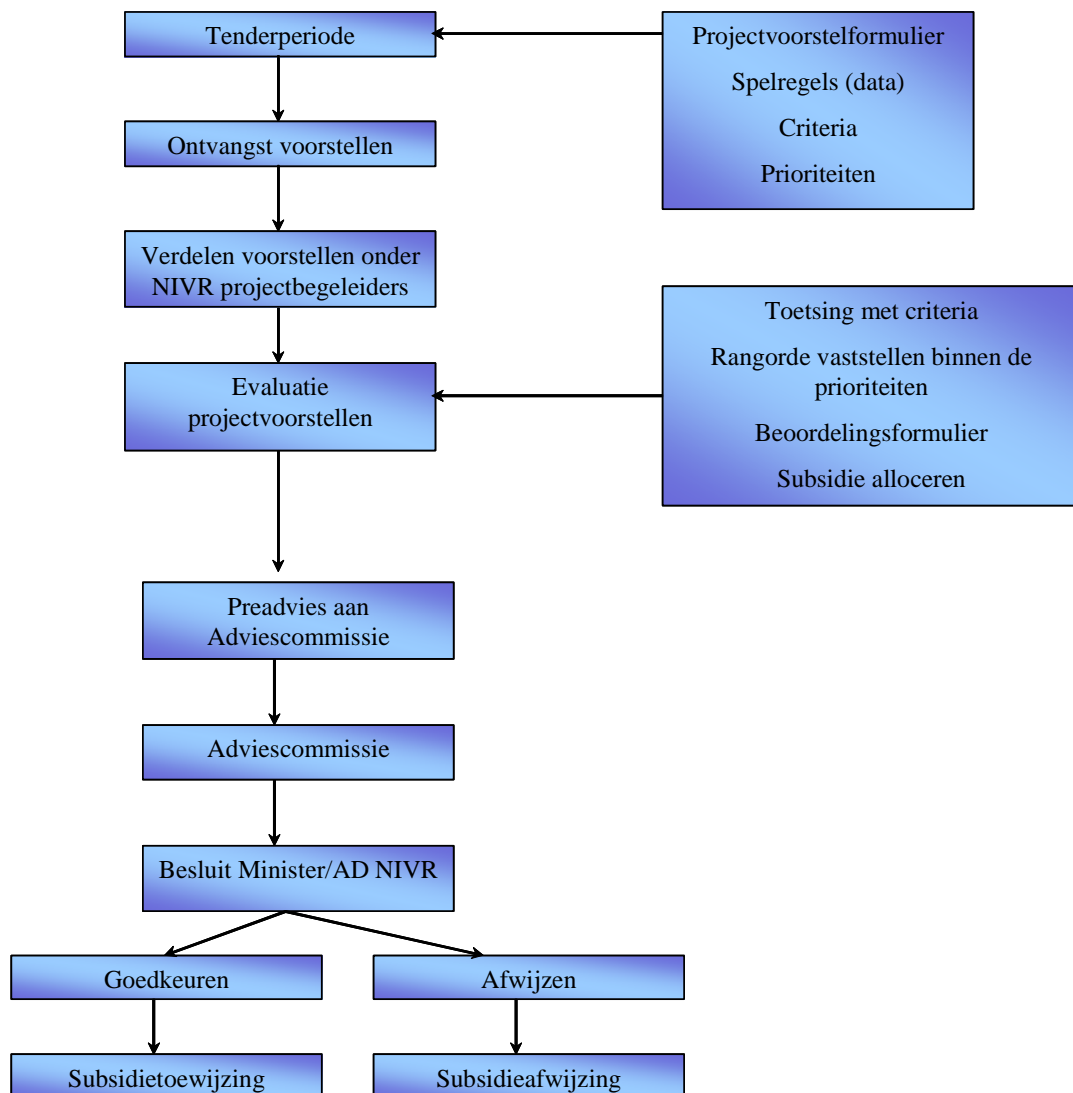 Tenderperiode
Projectvoorstelformulier
Spelregels (data)
Criteria
Prioriteiten
Ontvangst voorstellen
Verdelen voorstellen onder
NIVR projectbegeleiders
Evaluatie
projectvoorstellen
Toetsing met criteria
Rangorde vaststellen binnen de
prioriteiten
Beoordelingsformulier
Subsidie alloceren
Preadvies aan
Adviescommissie
Adviescommissie
Besluit Minister/AD NIVR
Goedkeuren
Afwijzen
Subsidietoewijzing
Subsidieafwijzing